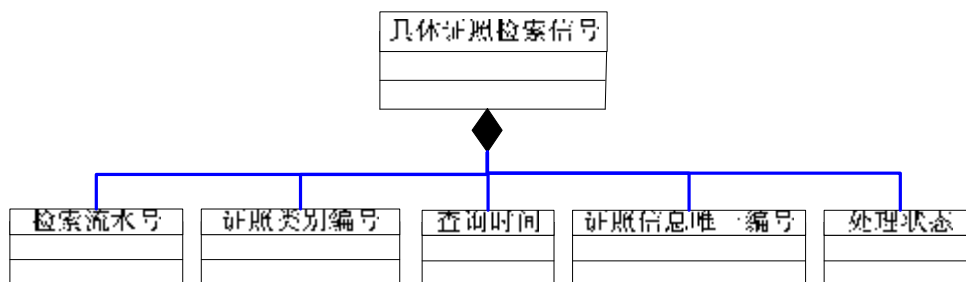 具体证照检索信号
检索流水号
证照类别编号
查询时间
证照信息唯一编号
处理状态